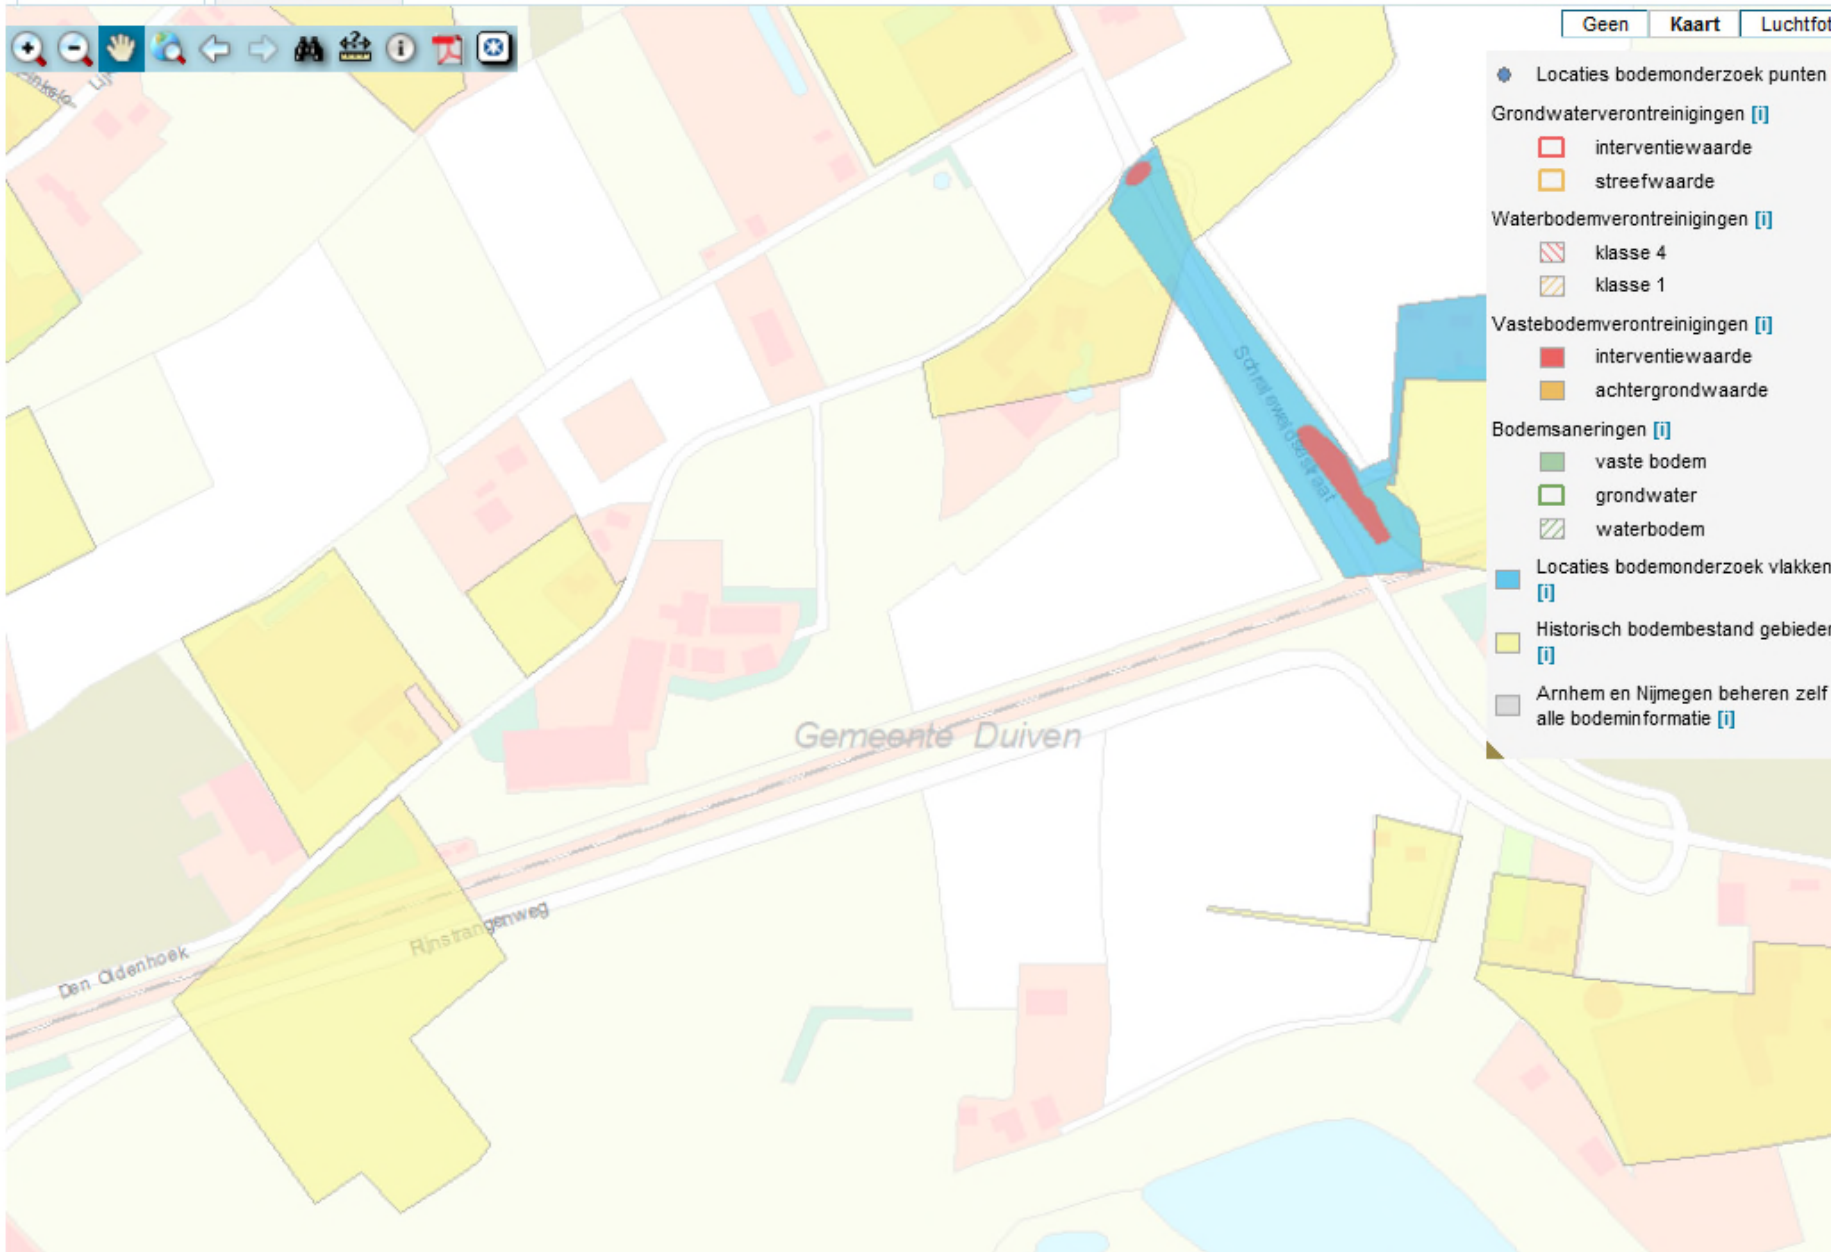 Geen Kaart Luchtfot
Locaties bodemonderzoek punten
Grondwaterverontreinigingen [i]
interventiewaarde
streefwaarde
Waterbodemverontreinigingen [i]
klasse 4
klasse 1
Vastebodemverontreinigingen [i]
interventiewaarde
achtergrondwaarde
Bodemsaneringen [i]
vaste bodem
grondwater
waterbodem
Locaties bodemonderzoek vlakken
[i]
Historisch bodembestand gebieden
[i]
Arnhem en Nijmegen beheren zelf
alle bodeminformatie [i]
Gemeente Duiven
Rijnstrangenweg
Den Oldenhoek